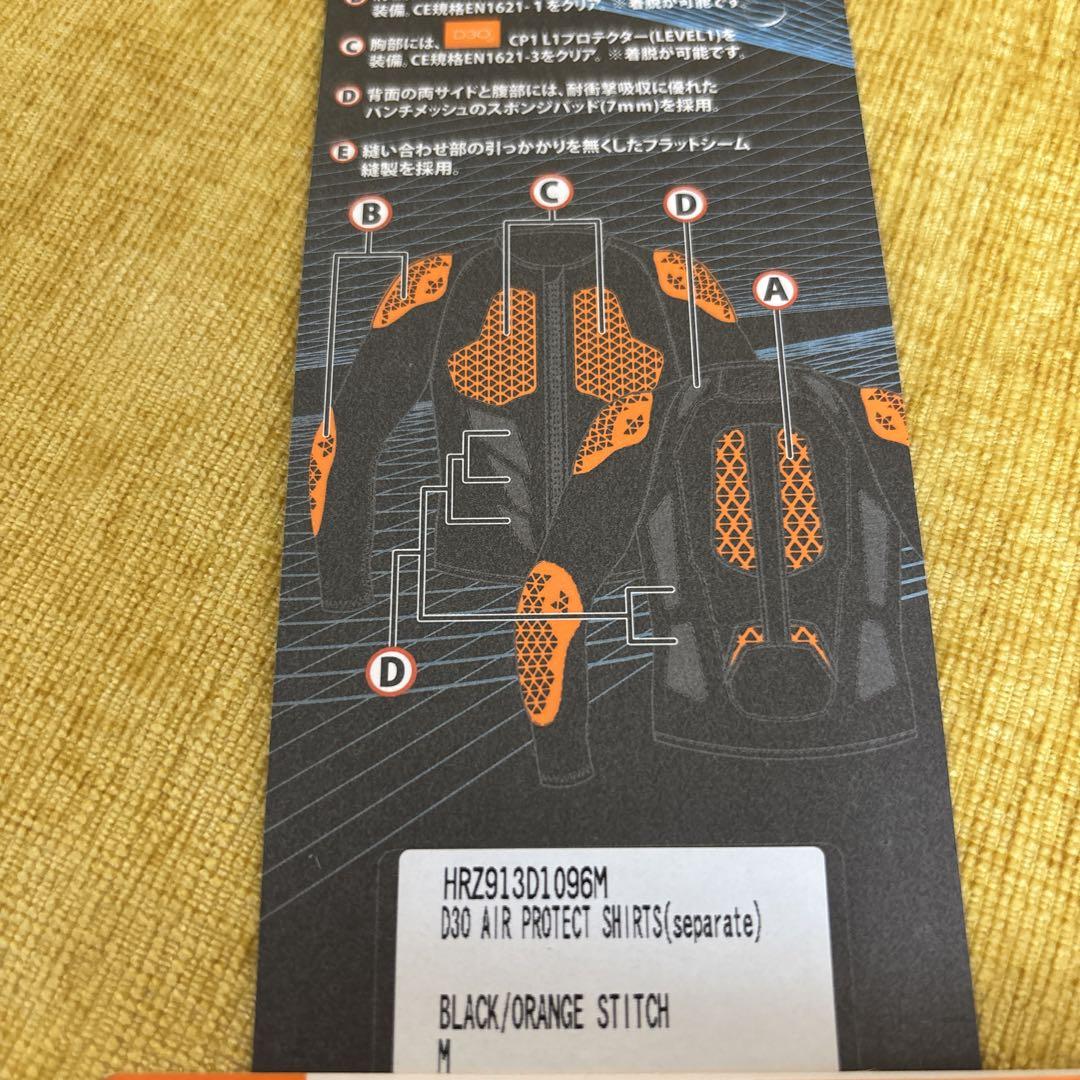 装備。CE規格EN1621-1をクリア。※着脱が可能です。
C 胸部には、D3O CP1 L1プロテクター(LEVEL1)を
装備。CE規格EN1621-3をクリア。※着脱が可能です。
D 背面の両サイドと腹部には、耐衝撃吸収に優れた
パンチメッシュのスポンジパッド(7mm)を採用。
E 縫い合わせ部の引っかかりを無くしたフラットシーム
縫製を採用。
B
C
D
A
D
HRZ913D1096M
D3O AIR PROTECT SHIRTS(separate)
BLACK/ORANGE STITCH
M